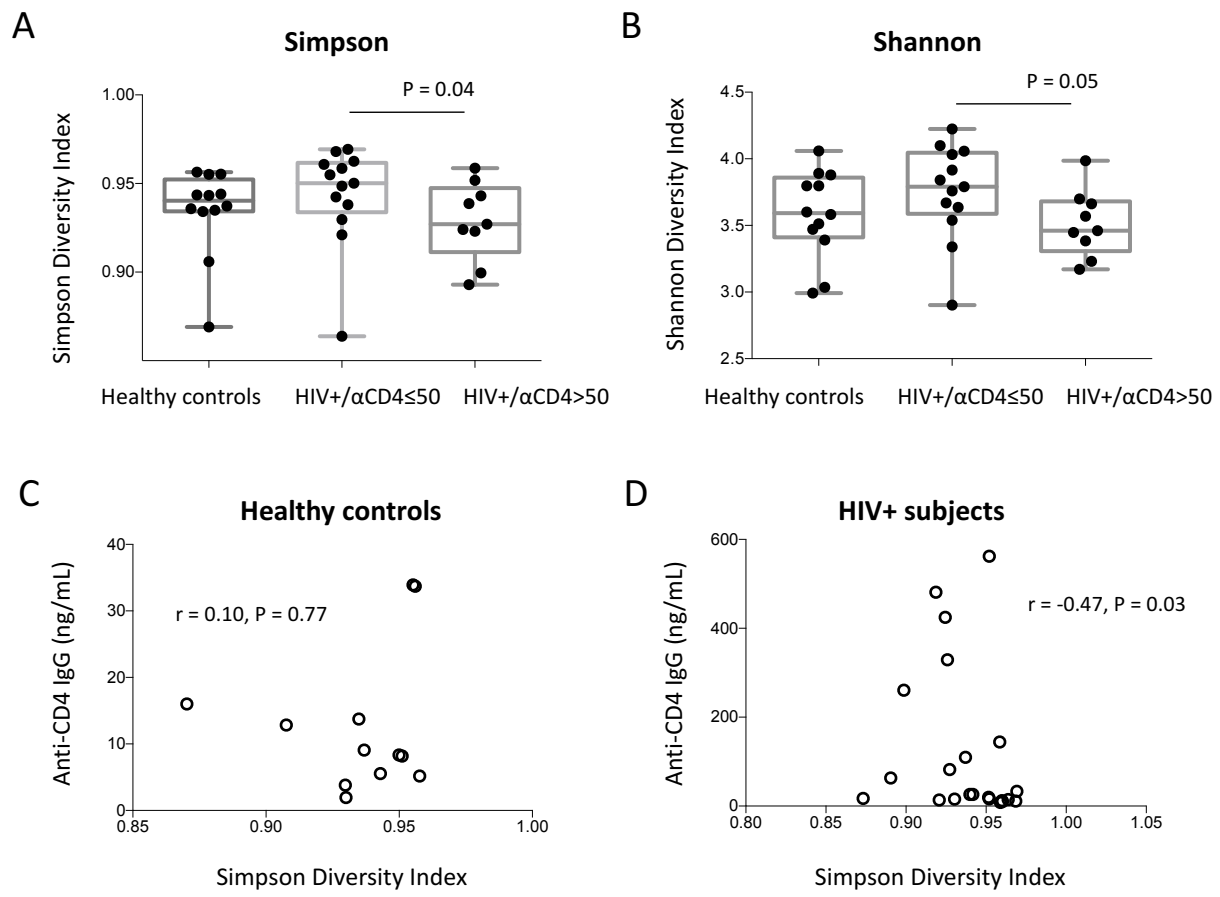 A
Simpson
P = 0.04
Simpson Diversity Index
1.00
0.95
0.90
Healthy controls
HIV+/αCD4≤50
HIV+/αCD4>50
B
Shannon
P = 0.05
Shannon Diversity Index
4.5
4.0
3.5
3.0
2.5
Healthy controls
HIV+/αCD4≤50
HIV+/αCD4>50
C
Healthy controls
r = 0.10, P = 0.77
Anti-CD4 IgG (ng/mL)
40
30
20
10
0
0.85
0.90
0.95
1.00
Simpson Diversity Index
D
HIV+ subjects
r = -0.47, P = 0.03
Anti-CD4 IgG (ng/mL)
600
400
200
0
0.80
0.85
0.90
0.95
1.00
1.05
Simpson Diversity Index